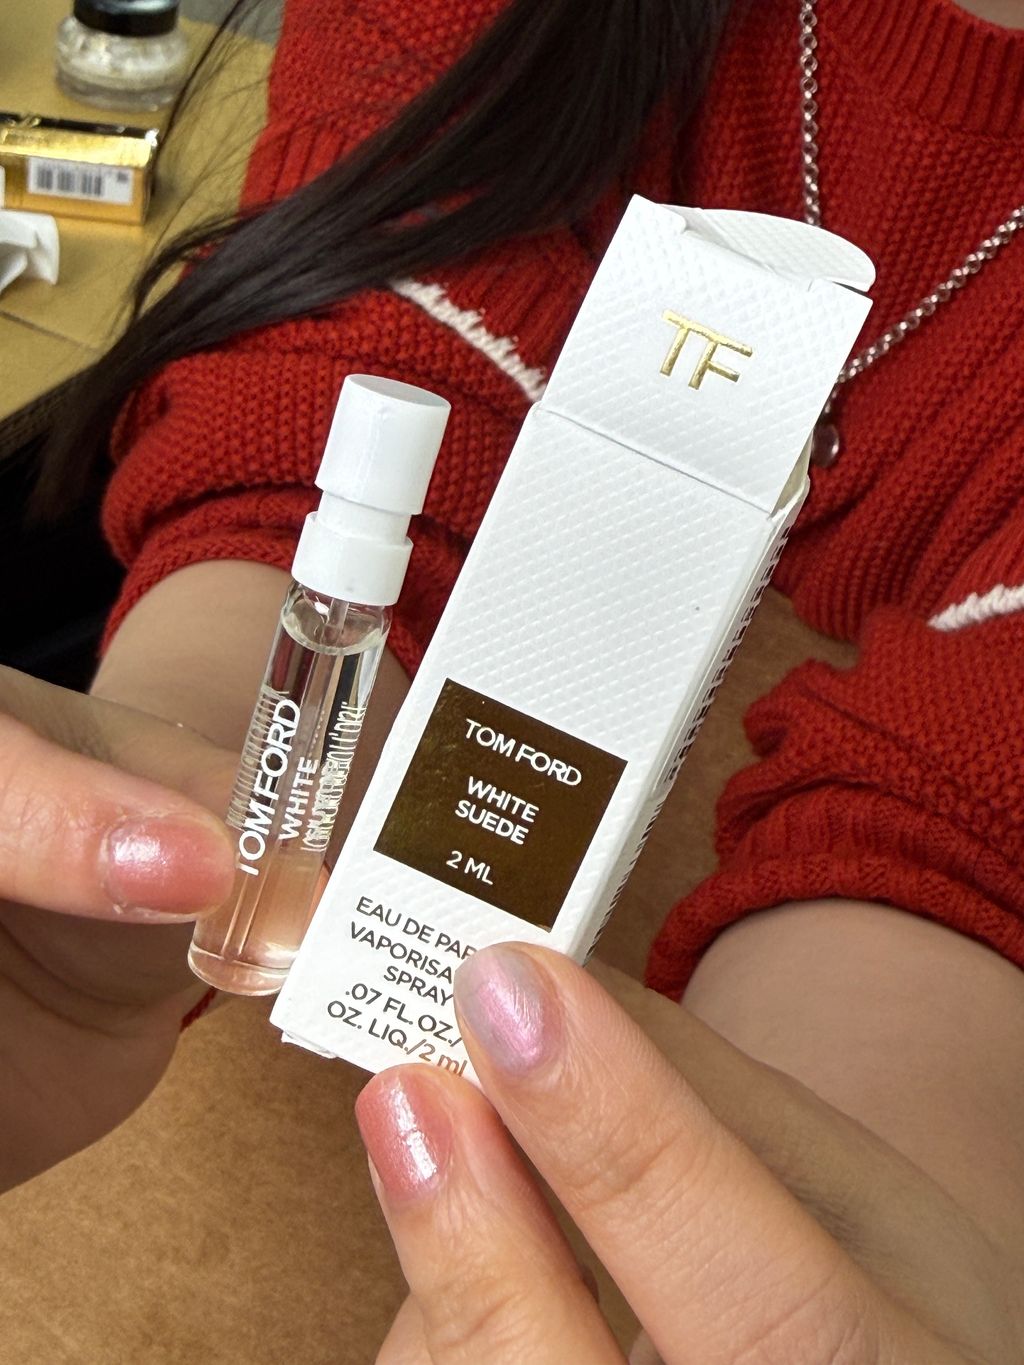 TF
TOM FORD
WHITE
SUEDE
2 ML
EAU DE
VAPORISA
SPRAY
.07 FL. OZ./
OZ. LIQ./2 ml
TOM FORD
WHITE